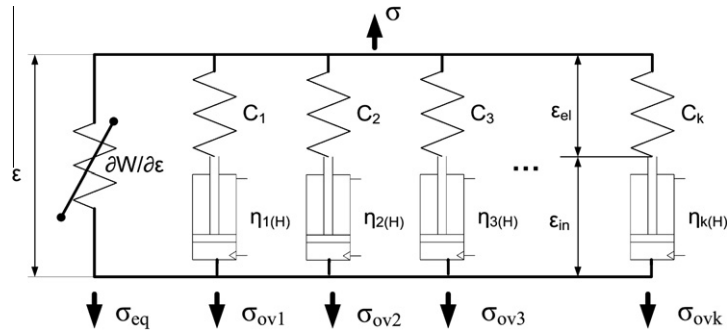 σ
C₁ C₂ C₃ εel Cₖ
ε ∂W/∂ε
η₁(H) η₂(H) η₃(H) ... εin ηₖ(H)
σeq σov1 σov2 σov3 σovk